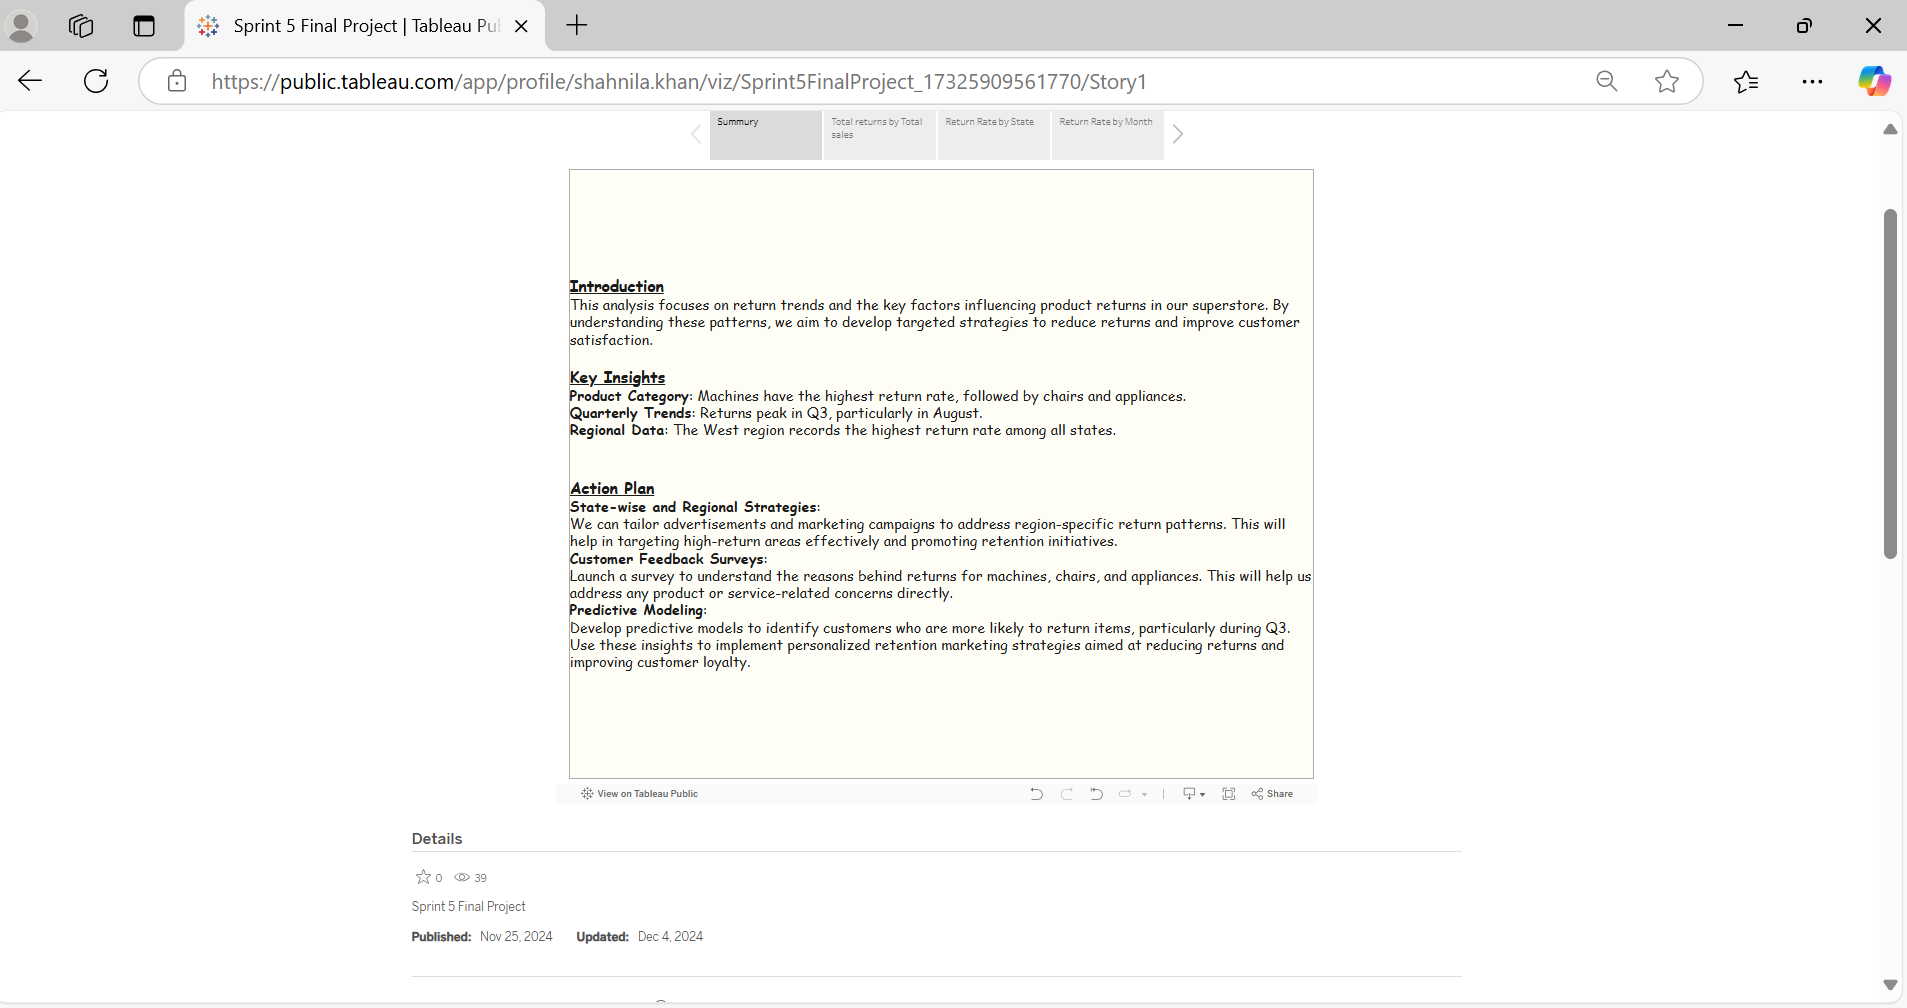 Sprint 5 Final Project | Tableau Pu
https://public.tableau.com/app/profile/shahnila.khan/viz/Sprint5FinalProject_17325909561770/Story1
Summury
Total returns by Total
sales
Return Rate by State
Return Rate by Month
Introduction
This analysis focuses on return trends and the key factors influencing product returns in our superstore. By
understanding these patterns, we aim to develop targeted strategies to reduce returns and improve customer
satisfaction.
Key Insights
Product Category: Machines have the highest return rate, followed by chairs and appliances.
Quarterly Trends: Returns peak in Q3, particularly in August.
Regional Data: The West region records the highest return rate among all states.
Action Plan
State-wise and Regional Strategies:
We can tailor advertisements and marketing campaigns to address region-specific return patterns. This will
help in targeting high-return areas effectively and promoting retention initiatives.
Customer Feedback Surveys:
Launch a survey to understand the reasons behind returns for machines, chairs, and appliances. This will help us
address any product or service-related concerns directly.
Predictive Modeling:
Develop predictive models to identify customers who are more likely to return items, particularly during Q3.
Use these insights to implement personalized retention marketing strategies aimed at reducing returns and
improving customer loyalty.
View on Tableau Public
Share
Details
0 39
Sprint 5 Final Project
Published: Nov 25, 2024 Updated: Dec 4, 2024